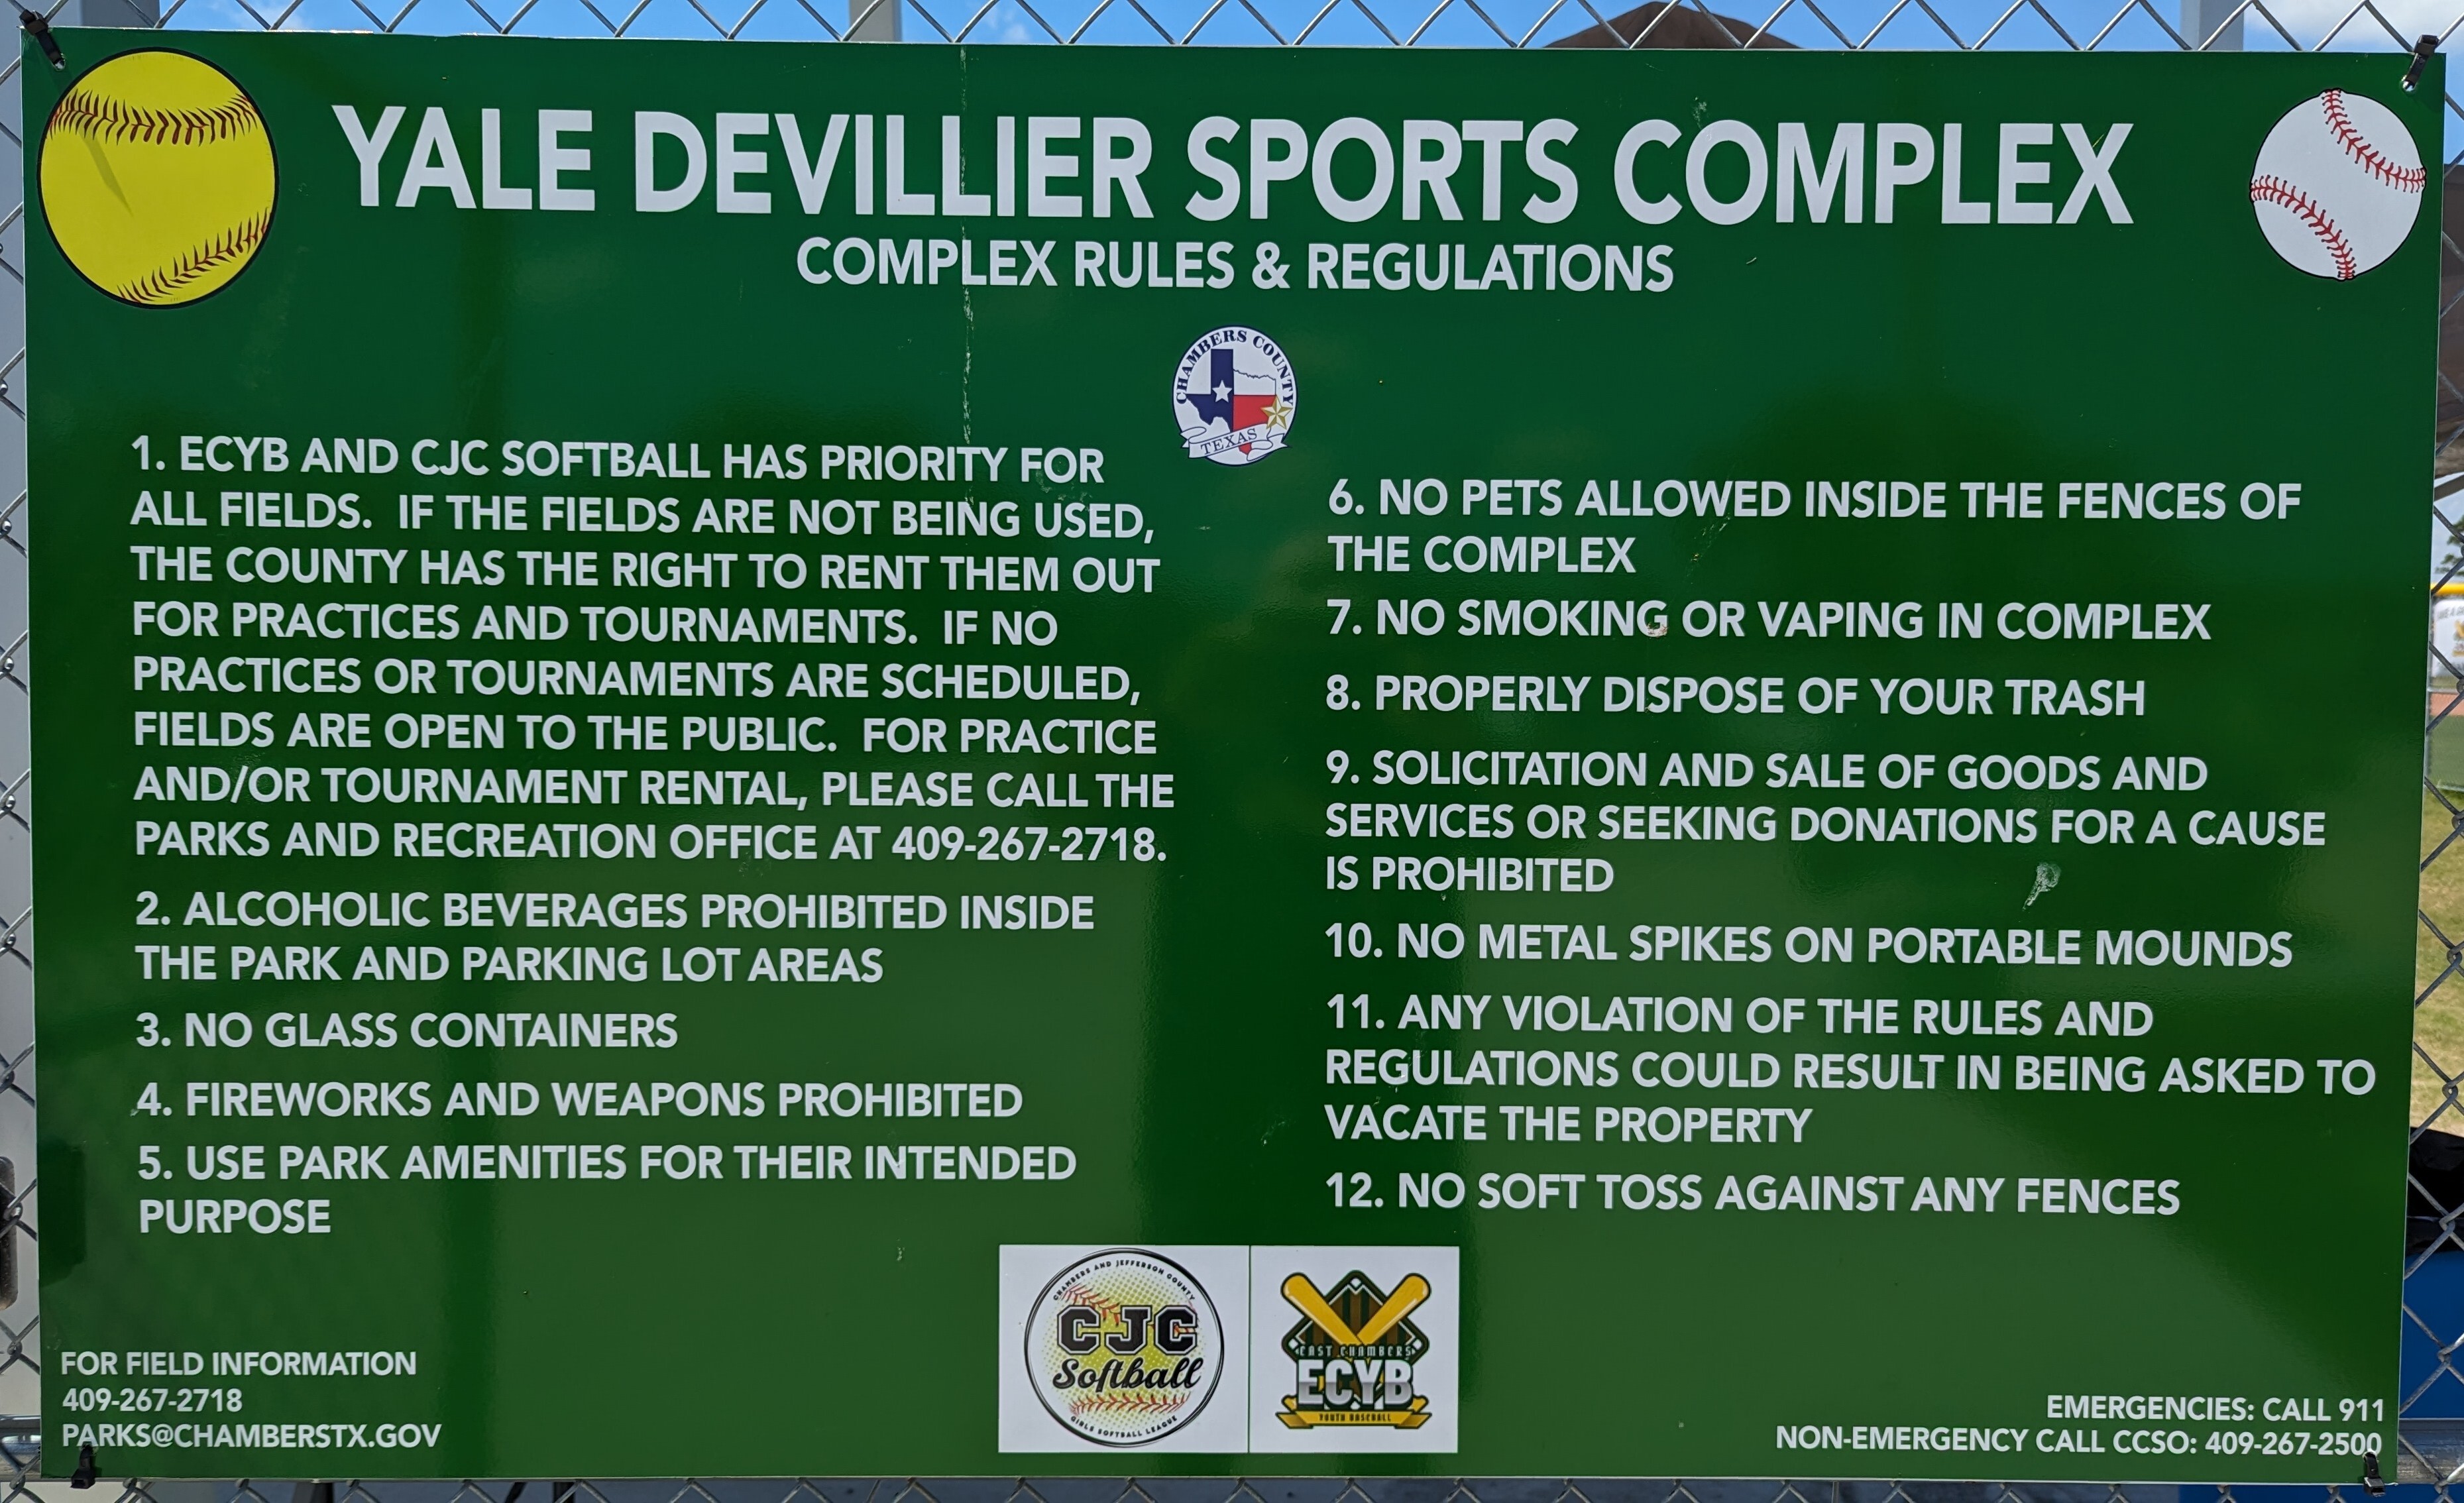 YALE DEVILLIER SPORTS COMPLEX
COMPLEX RULES & REGULATIONS
CHAMBERS COUNTY
TEXAS
1. ECYB AND CJC SOFTBALL HAS PRIORITY FOR
ALL FIELDS. IF THE FIELDS ARE NOT BEING USED,
THE COUNTY HAS THE RIGHT TO RENT THEM OUT
FOR PRACTICES AND TOURNAMENTS. IF NO
PRACTICES OR TOURNAMENTS ARE SCHEDULED,
FIELDS ARE OPEN TO THE PUBLIC. FOR PRACTICE
AND/OR TOURNAMENT RENTAL, PLEASE CALL THE
PARKS AND RECREATION OFFICE AT 409-267-2718.
2. ALCOHOLIC BEVERAGES PROHIBITED INSIDE
THE PARK AND PARKING LOT AREAS
3. NO GLASS CONTAINERS
4. FIREWORKS AND WEAPONS PROHIBITED
5. USE PARK AMENITIES FOR THEIR INTENDED
PURPOSE
6. NO PETS ALLOWED INSIDE THE FENCES OF
THE COMPLEX
7. NO SMOKING OR VAPING IN COMPLEX
8. PROPERLY DISPOSE OF YOUR TRASH
9. SOLICITATION AND SALE OF GOODS AND
SERVICES OR SEEKING DONATIONS FOR A CAUSE
IS PROHIBITED
10. NO METAL SPIKES ON PORTABLE MOUNDS
11. ANY VIOLATION OF THE RULES AND
REGULATIONS COULD RESULT IN BEING ASKED TO
VACATE THE PROPERTY
12. NO SOFT TOSS AGAINST ANY FENCES
CHAMBERS AND JEFFERSON COUNTY
CJC
Softball
GIRLS SOFTBALL LEAGUE
EAST CHAMBERS
ECYB
YOUTH BASEBALL
FOR FIELD INFORMATION
409-267-2718
PARKS@CHAMBERSTX.GOV
EMERGENCIES: CALL 911
NON-EMERGENCY CALL CCSO: 409-267-2500